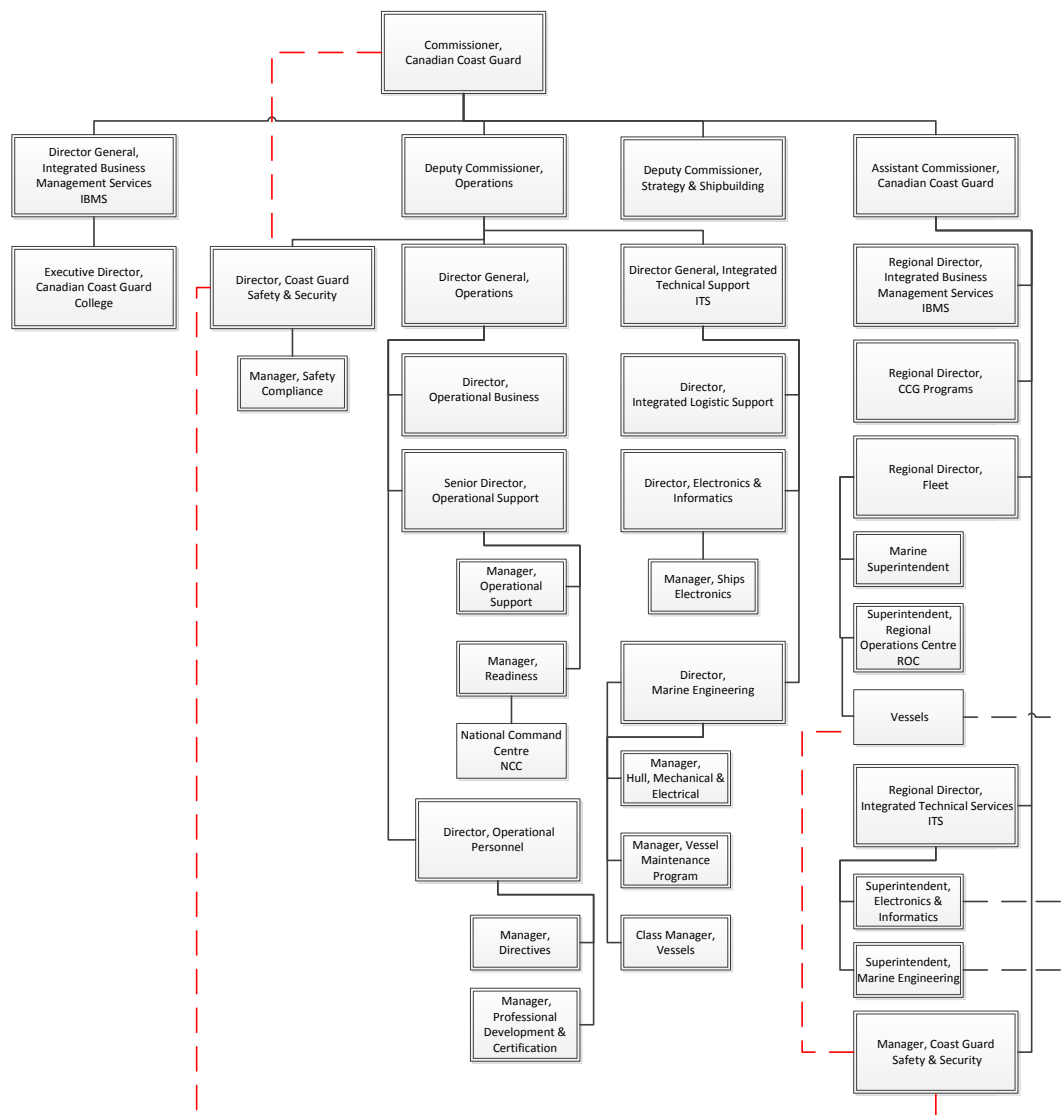 Commissioner,
Canadian Coast Guard
Director General,
Integrated Business
Management Services
IBMS
Deputy Commissioner,
Operations
Deputy Commissioner,
Strategy & Shipbuilding
Assistant Commissioner,
Canadian Coast Guard
Executive Director,
Canadian Coast Guard
College
Director, Coast Guard
Safety & Security
Director General,
Operations
Director General, Integrated
Technical Support
ITS
Regional Director,
Integrated Business
Management Services
IBMS
Manager, Safety
Compliance
Director,
Operational Business
Director,
Integrated Logistic Support
Regional Director,
CCG Programs
Senior Director,
Operational Support
Director, Electronics &
Informatics
Regional Director,
Fleet
Manager,
Operational
Support
Manager, Ships
Electronics
Marine
Superintendent
Superintendent,
Regional
Operations Centre
ROC
Manager,
Readiness
Director,
Marine Engineering
Vessels
National Command
Centre
NCC
Manager,
Hull, Mechanical &
Electrical
Regional Director,
Integrated Technical Services
ITS
Director, Operational
Personnel
Manager, Vessel
Maintenance
Program
Superintendent,
Electronics &
Informatics
Manager,
Directives
Class Manager,
Vessels
Superintendent,
Marine Engineering
Manager,
Professional
Development &
Certification
Manager, Coast Guard
Safety & Security